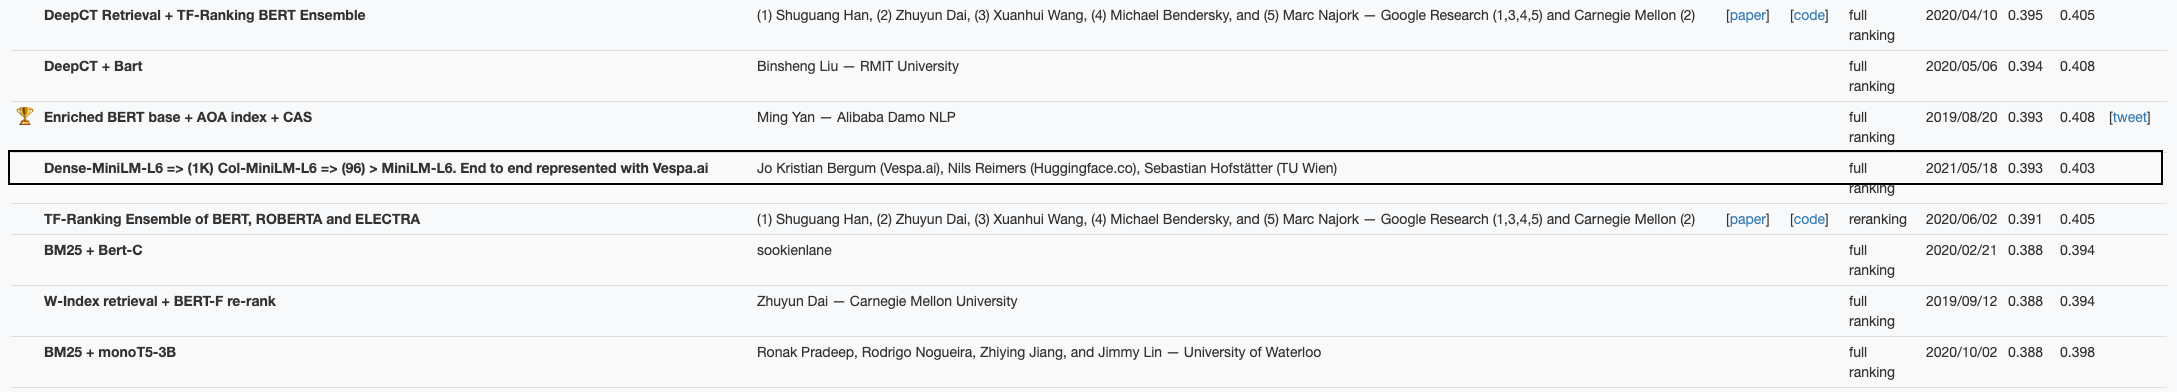 DeepCT Retrieval + TF-Ranking BERT Ensemble (1) Shuguang Han, (2) Zhuyun Dai, (3) Xuanhui Wang, (4) Michael Bendersky, and (5) Marc Najork — Google Research (1,3,4,5) and Carnegie Mellon (2) [paper] [code] full 2020/04/10 0.395 0.405
ranking
DeepCT + Bart Binsheng Liu — RMIT University full 2020/05/06 0.394 0.408
ranking
🏆 Enriched BERT base + AOA index + CAS Ming Yan — Alibaba Damo NLP full 2019/08/20 0.393 0.408 [tweet]
ranking
Dense-MiniLM-L6 => (1K) Col-MiniLM-L6 => (96) > MiniLM-L6. End to end represented with Vespa.ai Jo Kristian Bergum (Vespa.ai), Nils Reimers (Huggingface.co), Sebastian Hofstätter (TU Wien) full 2021/05/18 0.393 0.403
ranking
TF-Ranking Ensemble of BERT, ROBERTA and ELECTRA (1) Shuguang Han, (2) Zhuyun Dai, (3) Xuanhui Wang, (4) Michael Bendersky, and (5) Marc Najork — Google Research (1,3,4,5) and Carnegie Mellon (2) [paper] [code] reranking 2020/06/02 0.391 0.405
BM25 + Bert-C sookienlane full 2020/02/21 0.388 0.394
ranking
W-Index retrieval + BERT-F re-rank Zhuyun Dai — Carnegie Mellon University full 2019/09/12 0.388 0.394
ranking
BM25 + monoT5-3B Ronak Pradeep, Rodrigo Nogueira, Zhiying Jiang, and Jimmy Lin — University of Waterloo full 2020/10/02 0.388 0.398
ranking